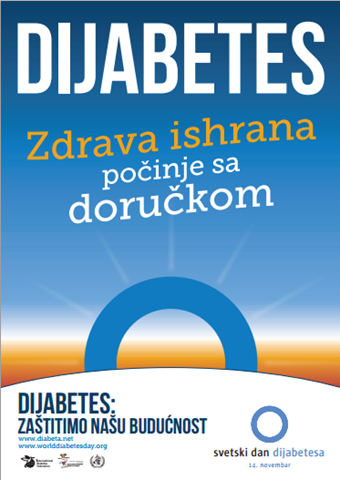 DIJABETES
Zdrava ishrana
počinje sa
doručkom
DIJABETES:
ZAŠTITIMO NAŠU BUDUĆNOST
www.diabeta.net
www.worlddiabetesday.org
svetski dan dijabetesa
14. novembar